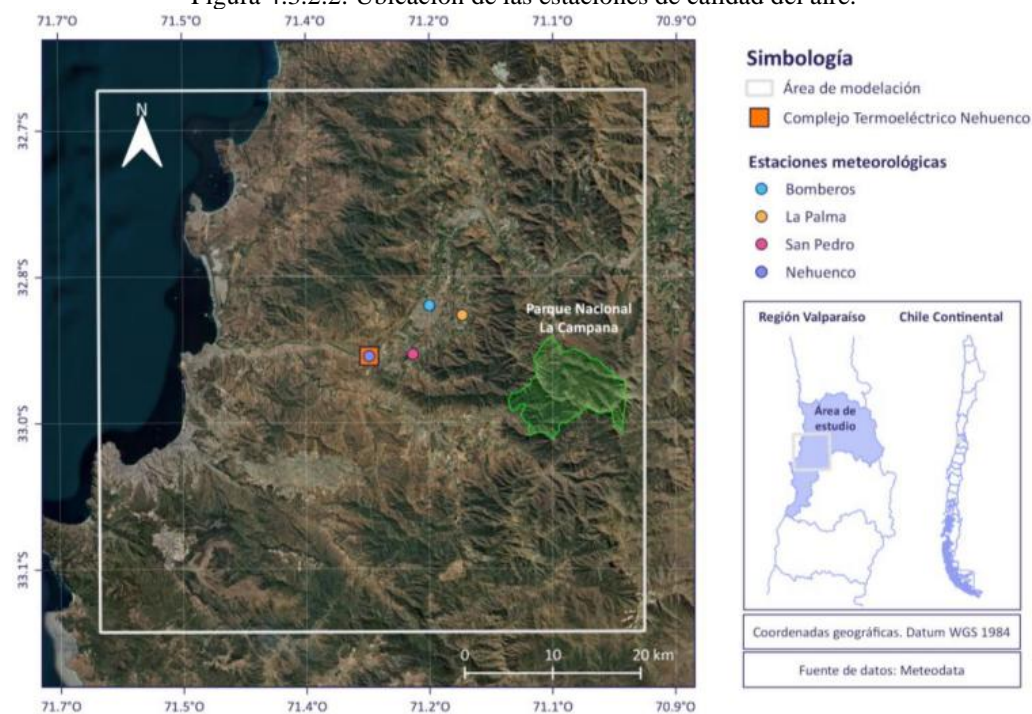 Figura 4.3.2.2. Ubicación de las estaciones de calidad del aire.
71.7°O 71.5°O 71.4°O 71.2°O 71.1°O 70.9°O
32.7°S
32.8°S
33.0°S
33.1°S
N
Parque Nacional
La Campana
0 10 20 km
71.7°O 71.5°O 71.4°O 71.2°O 71.1°O 70.9°O
Simbología
Área de modelación
Complejo Termoeléctrico Nehuenco
Estaciones meteorológicas
Bomberos
La Palma
San Pedro
Nehuenco
Región Valparaíso
Chile Continental
Área de
estudio
Coordenadas geográficas. Datum WGS 1984
Fuente de datos: Meteodata